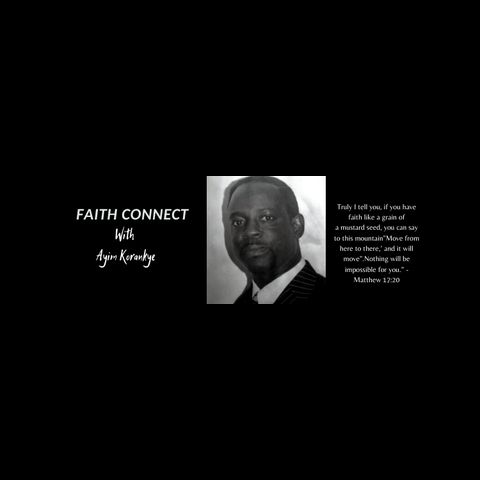 FAITH CONNECT
With
Ayim Korankye
Truly I tell you, if you have
faith like a grain of
a mustard seed, you can say
to this mountain"Move from
here to there,' and it will
move".Nothing will be
impossible for you." -
Matthew 17:20